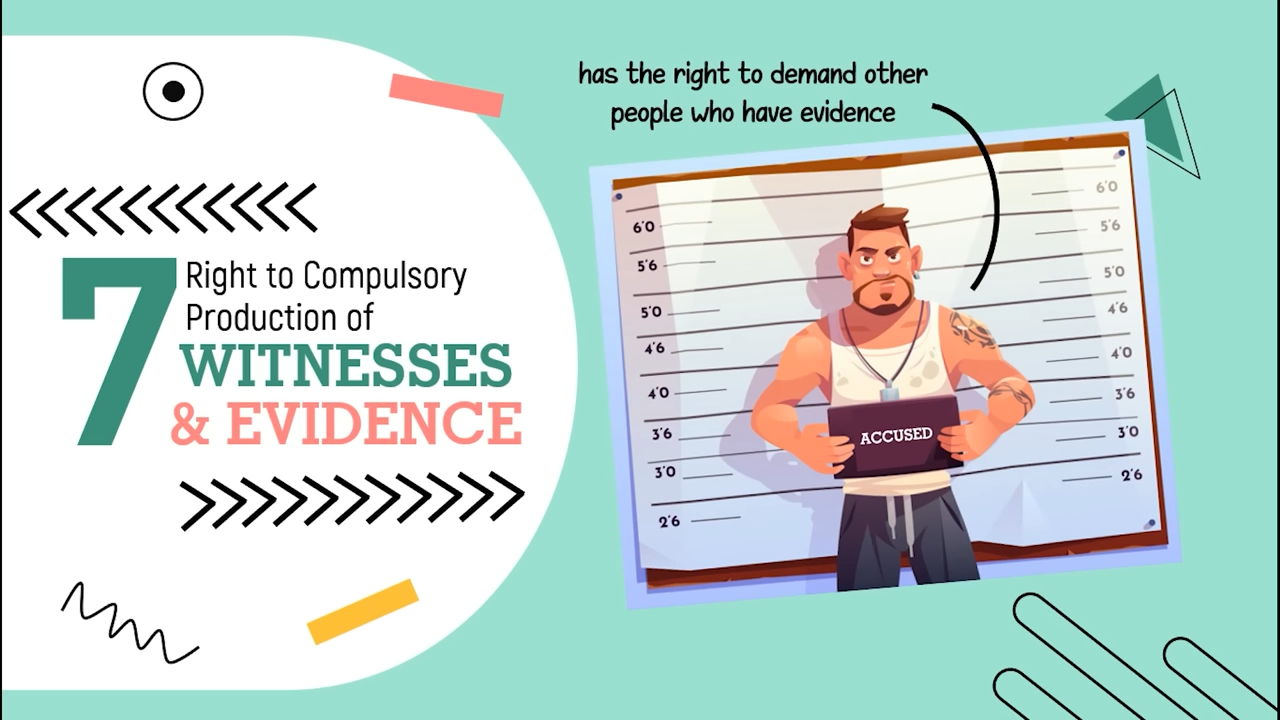 has the right to demand other
people who have evidence
7
Right to Compulsory
Production of
WITNESSES
& EVIDENCE
6'0
5'6
5'0
4'6
4'0
3'6
3'0
2'6
6'0
5'6
5'0
4'6
4'0
3'6
3'0
2'6
ACCUSED